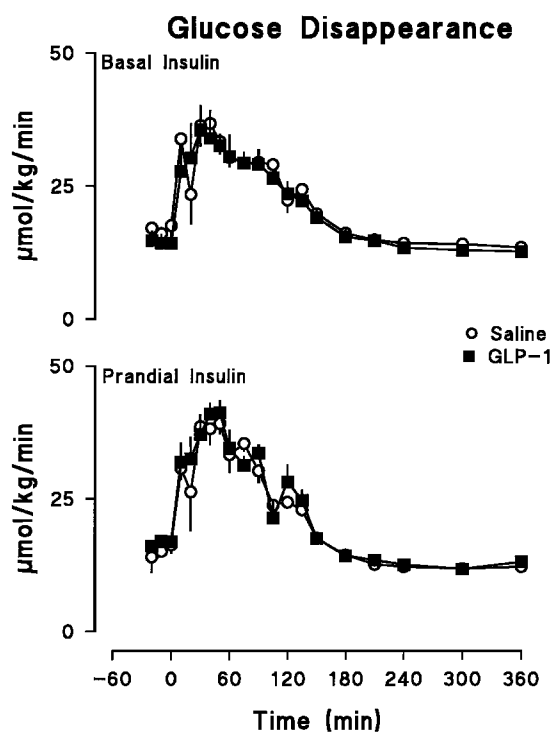 Glucose Disappearance
50
Basal Insulin
25
0
µmol/kg/min
Saline
GLP-1
50
Prandial Insulin
25
0
µmol/kg/min
-60 0 60 120 180 240 300 360
Time (min)